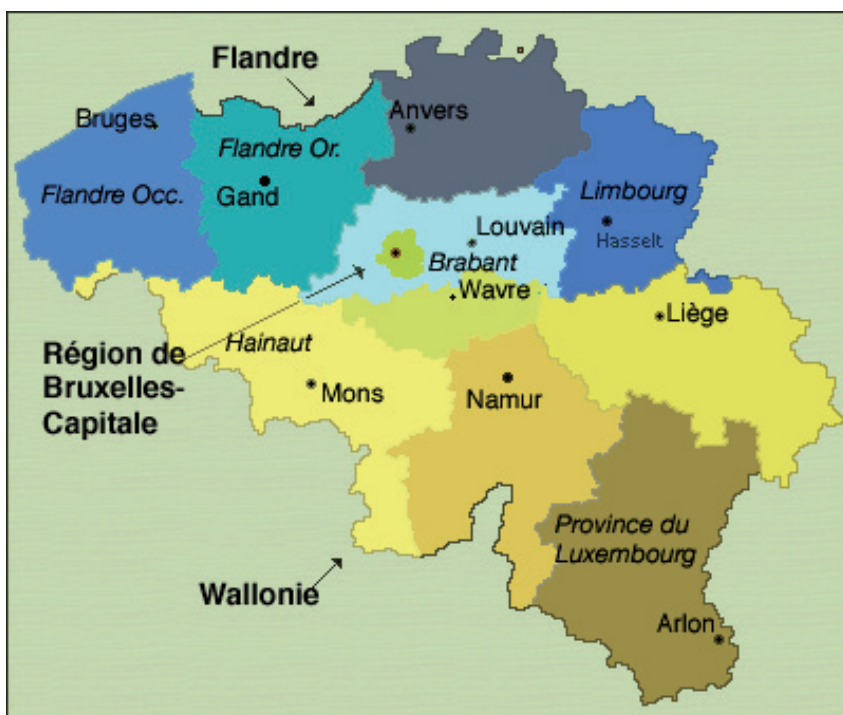 Flandre
Bruges
Anvers
Flandre Or.
Flandre Occ.
Gand
Limbourg
Louvain
Hasselt
Brabant
Wavre
Liège
Hainaut
Région de
Bruxelles-
Capitale
Mons
Namur
Province du
Luxembourg
Wallonie
Arlon